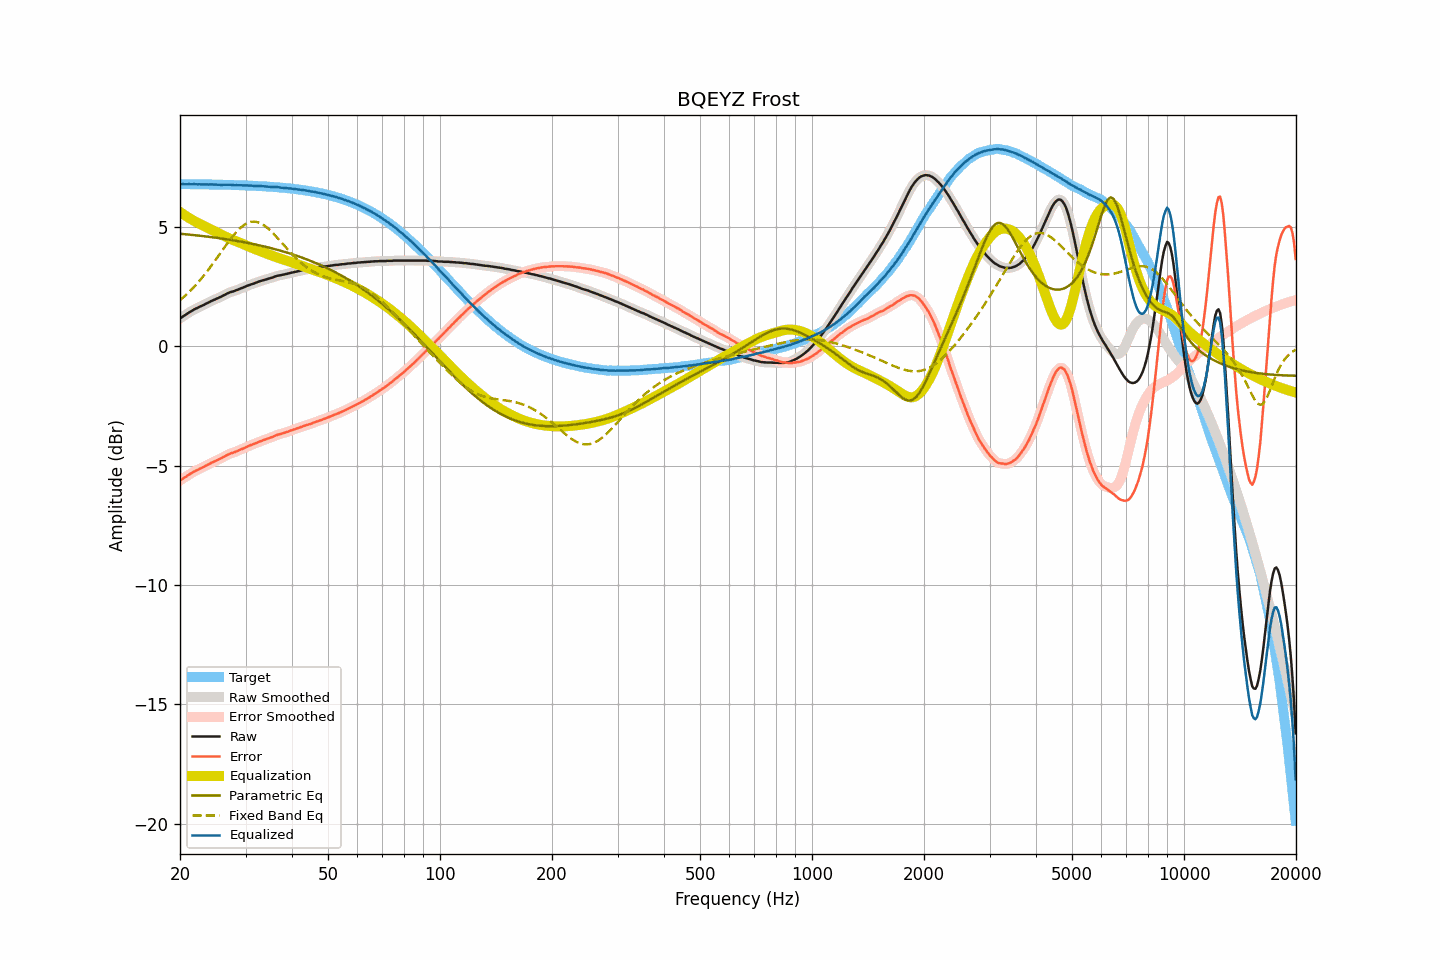 BQEYZ Frost
5
0
−5
−10
−15
−20
Amplitude (dBr)
Target
Raw Smoothed
Error Smoothed
Raw
Error
Equalization
Parametric Eq
Fixed Band Eq
Equalized
20 50 100 200 500 1000 2000 5000 10000 20000
Frequency (Hz)